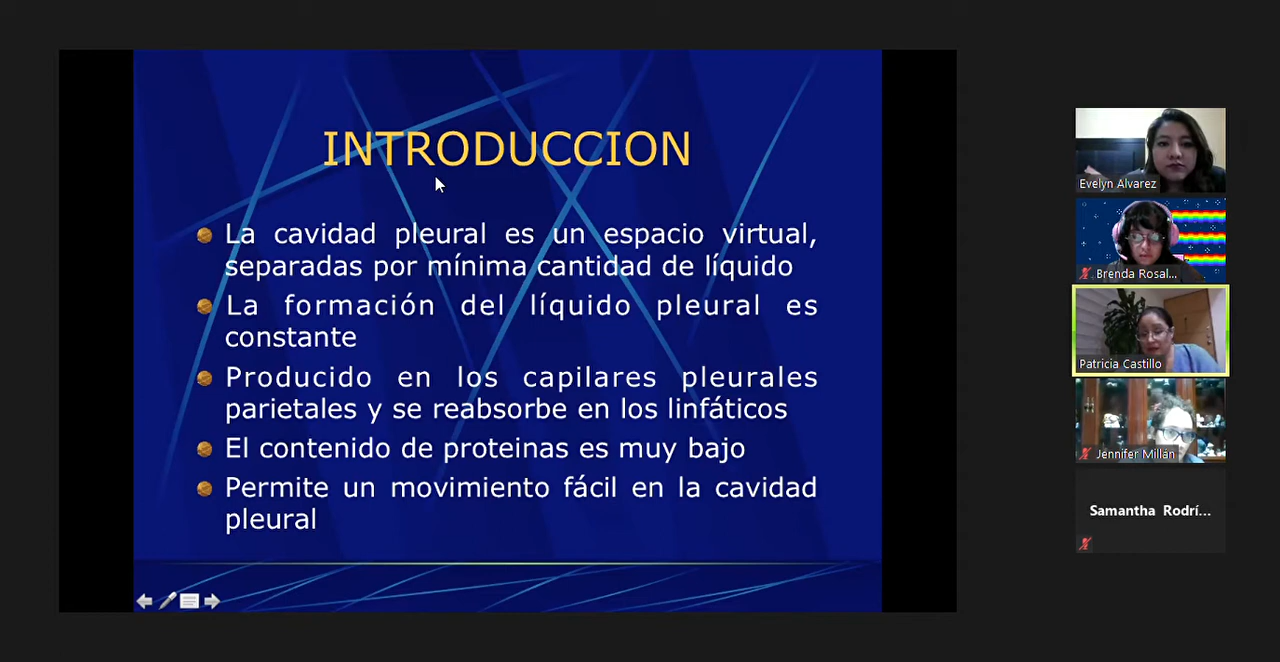 INTRODUCCION
La cavidad pleural es un espacio virtual,
separadas por mínima cantidad de líquido
La formación del líquido pleural es
constante
Producido en los capilares pleurales
parietales y se reabsorbe en los linfáticos
El contenido de proteinas es muy bajo
Permite un movimiento fácil en la cavidad
pleural
Evelyn Alvarez
Brenda Rosal...
Patricia Castillo
Jennifer Millán
Samantha Rodrí...